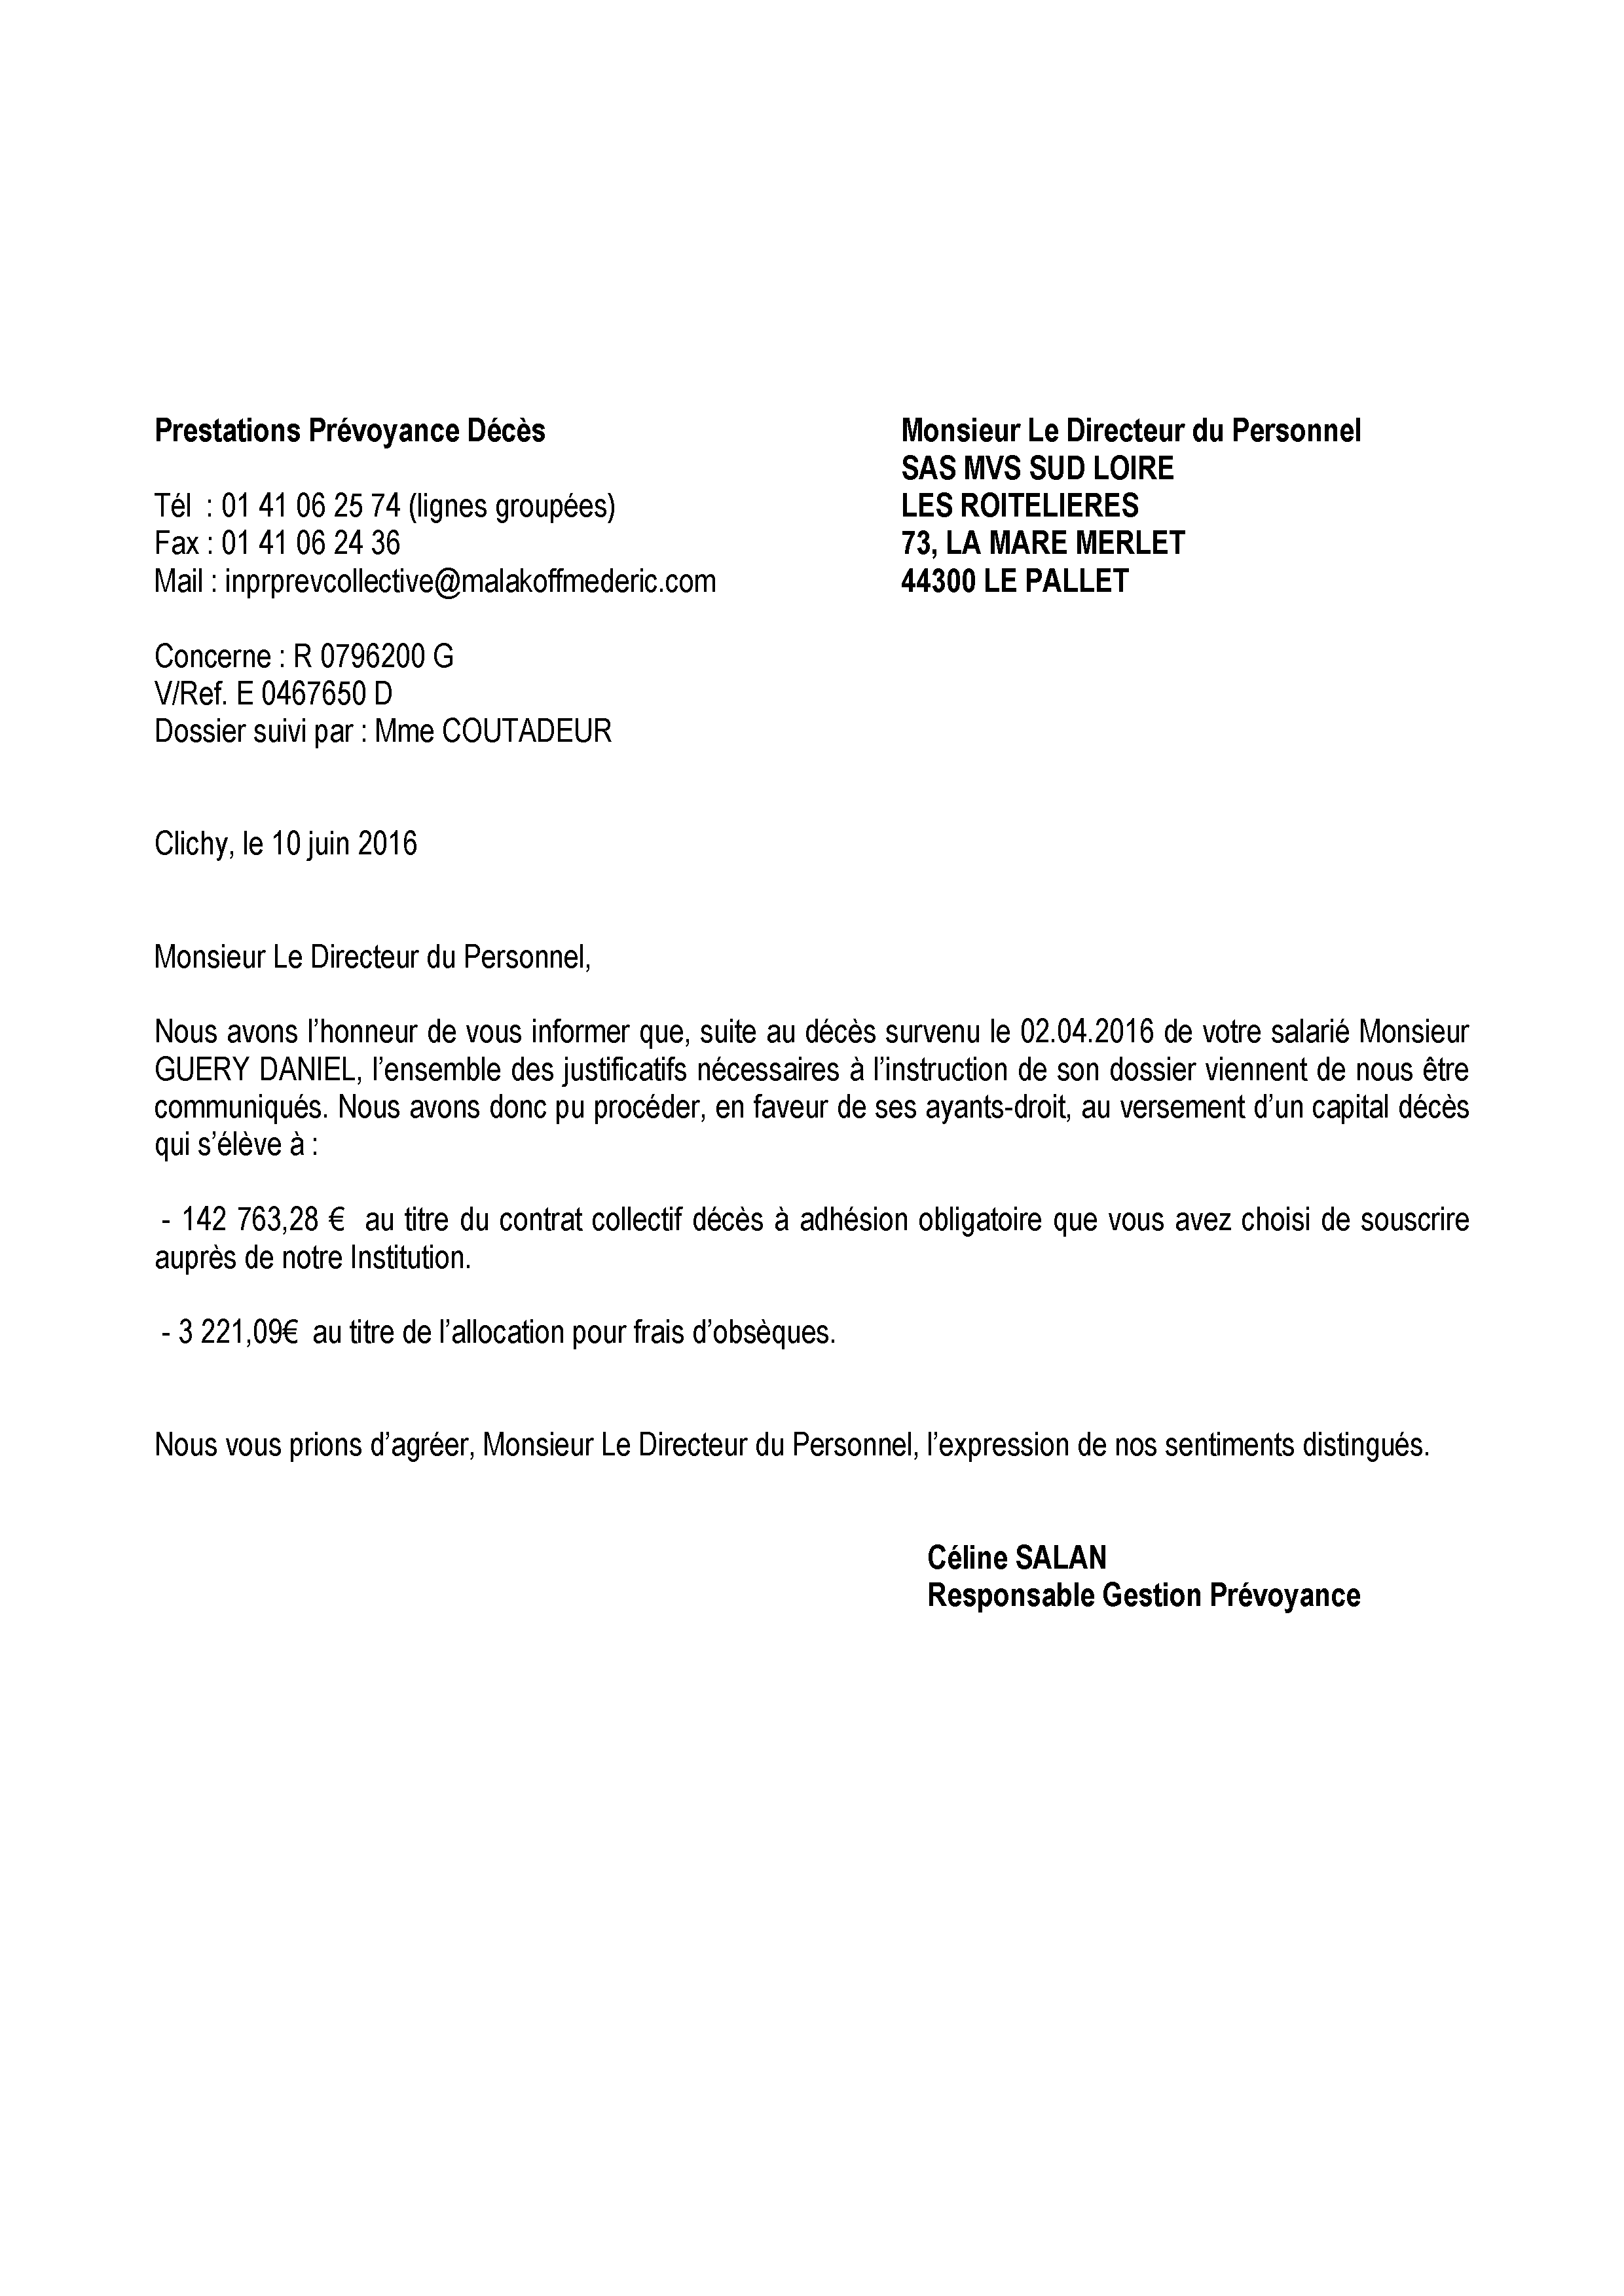 Prestations Prévoyance Décès
Tél  : 01 41 06 25 74 (lignes groupées)
Fax : 01 41 06 24 36
Mail : inprprevcollective@malakoffmederic.com
Concerne : R 0796200 G
V/Ref. E 0467650 D
Dossier suivi par : Mme COUTADEUR
Monsieur Le Directeur du Personnel
SAS MVS SUD LOIRE
LES ROITELIERES
73, LA MARE MERLET
44300 LE PALLET
Clichy, le 10 juin 2016
Monsieur Le Directeur du Personnel,
Nous avons l’honneur de vous informer que, suite au décès survenu le 02.04.2016 de votre salarié Monsieur
GUERY DANIEL, l’ensemble des justificatifs nécessaires à l’instruction de son dossier viennent de nous être
communiqués. Nous avons donc pu procéder, en faveur de ses ayants-droit, au versement d’un capital décès
qui s’élève à :
- 142 763,28 €  au titre du contrat collectif décès à adhésion obligatoire que vous avez choisi de souscrire
auprès de notre Institution.
- 3 221,09€  au titre de l’allocation pour frais d’obsèques.
Nous vous prions d’agréer, Monsieur Le Directeur du Personnel, l’expression de nos sentiments distingués.
Céline SALAN
Responsable Gestion Prévoyance